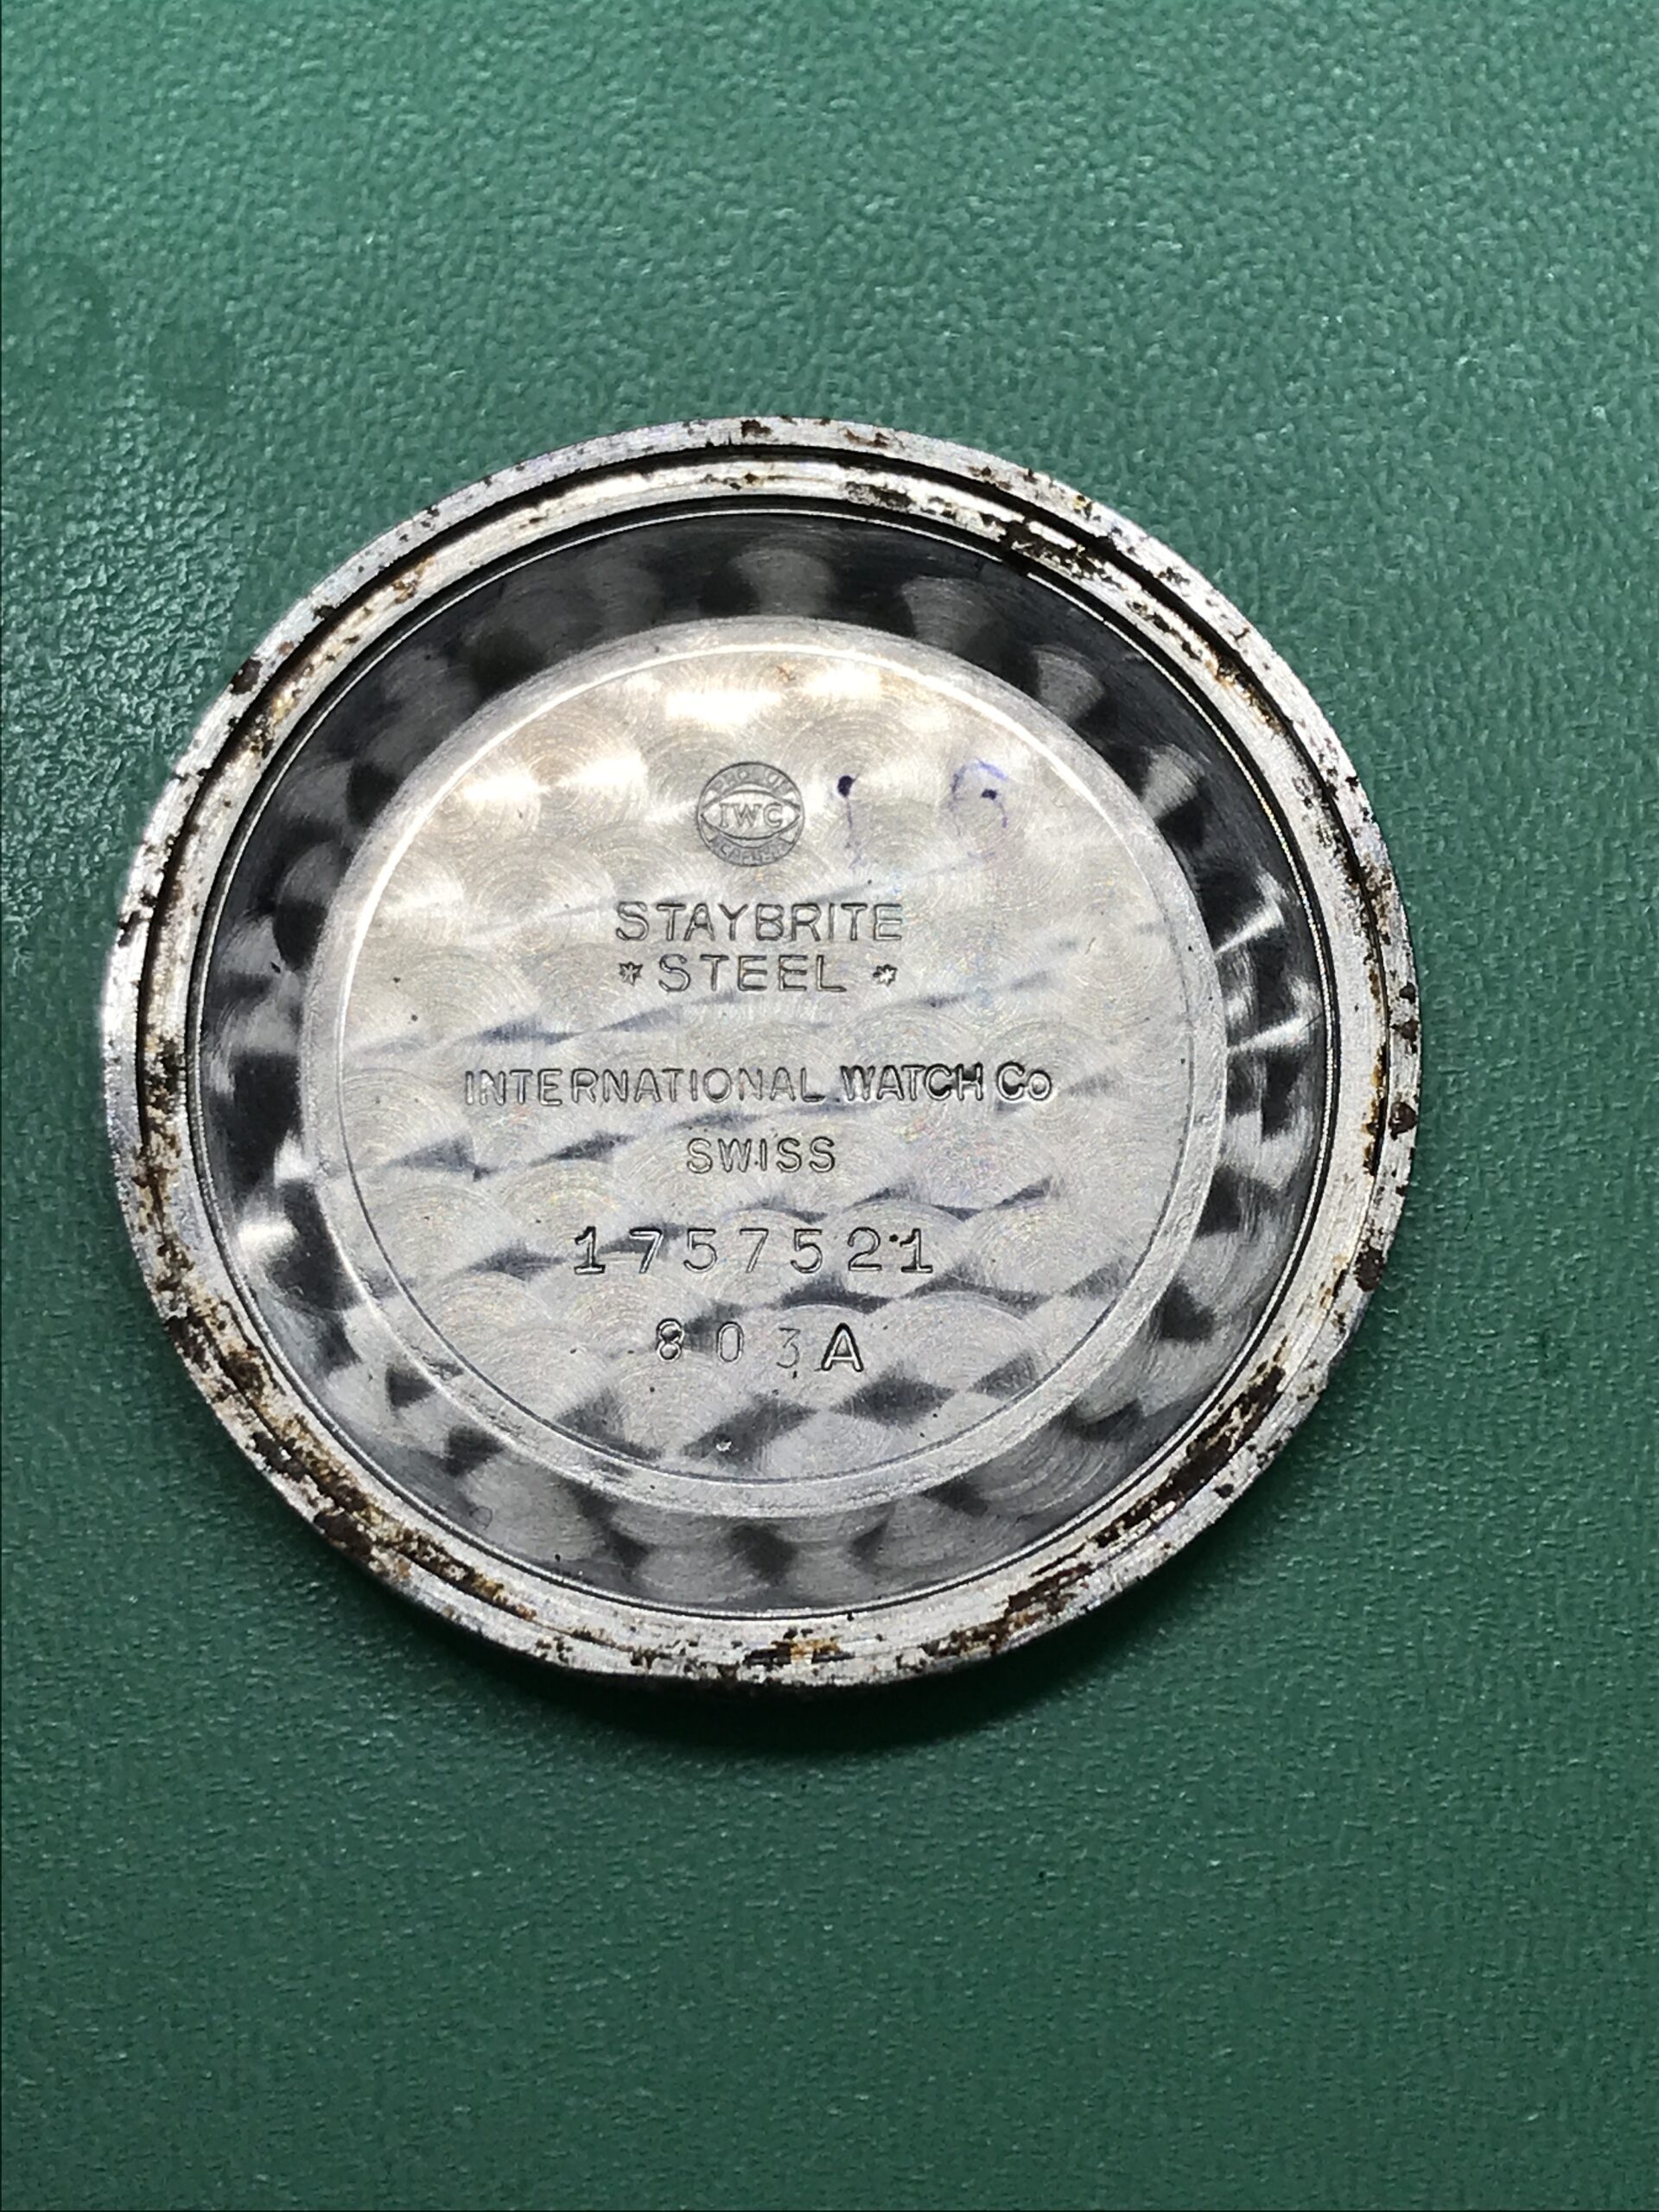 IWC
STAYBRITE
* STEEL *
INTERNATIONAL WATCH Co
SWISS
1757521
803A